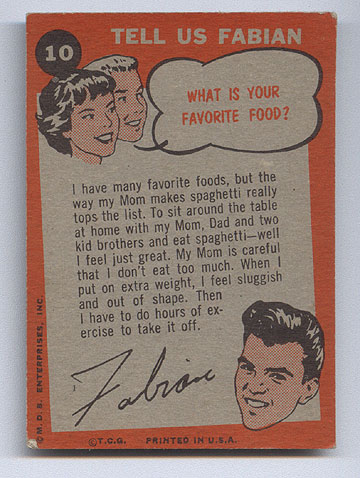 10
TELL US FABIAN
WHAT IS YOUR
FAVORITE FOOD?
I have many favorite foods, but the
way my Mom makes spaghetti really
tops the list. To sit around the table
at home with my Mom, Dad and two
kid brothers and eat spaghetti—well
I feel just great. My Mom is careful
that I don't eat too much. When I
put on extra weight, I feel sluggish
and out of shape. Then
I have to do hours of ex-
ercise to take it off.
Fabian
©M.D.S. ENTERPRISES, INC.
©T.C.G. PRINTED IN U.S.A.